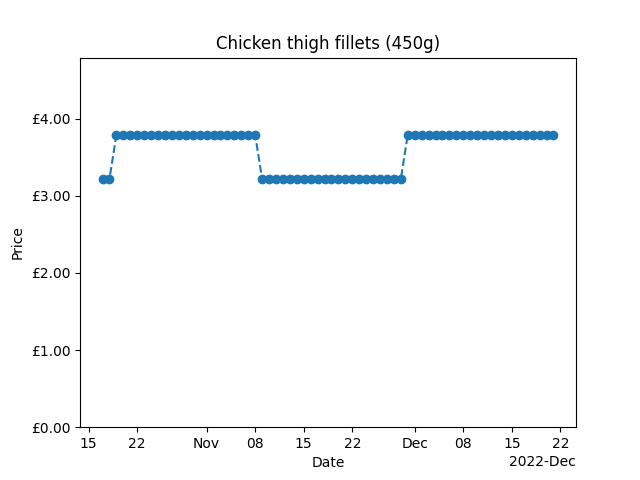 Chicken thigh fillets (450g)
£4.00
£3.00
£2.00
£1.00
£0.00
Price
15 22 Nov 08 15 22 Dec 08 15 22
Date
2022-Dec